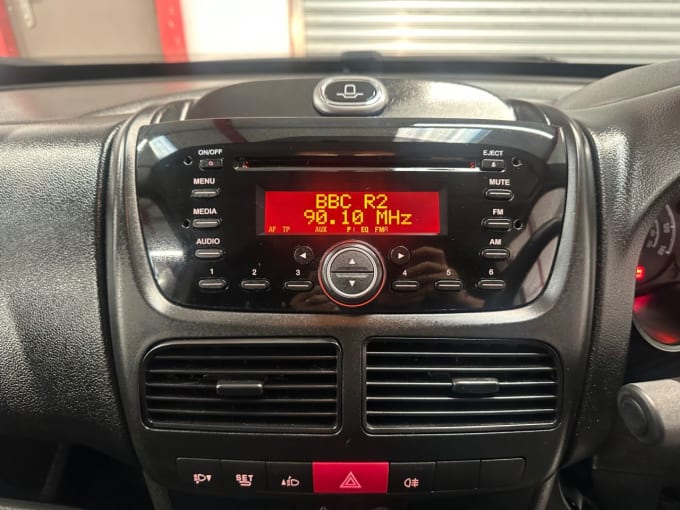 ON/OFF
EJECT
MENU
MUTE
MEDIA
FM
AUDIO
AM
BBC R2
90.10 MHz
AF TP AUX EQ
1 2 3 4 5 6
SET